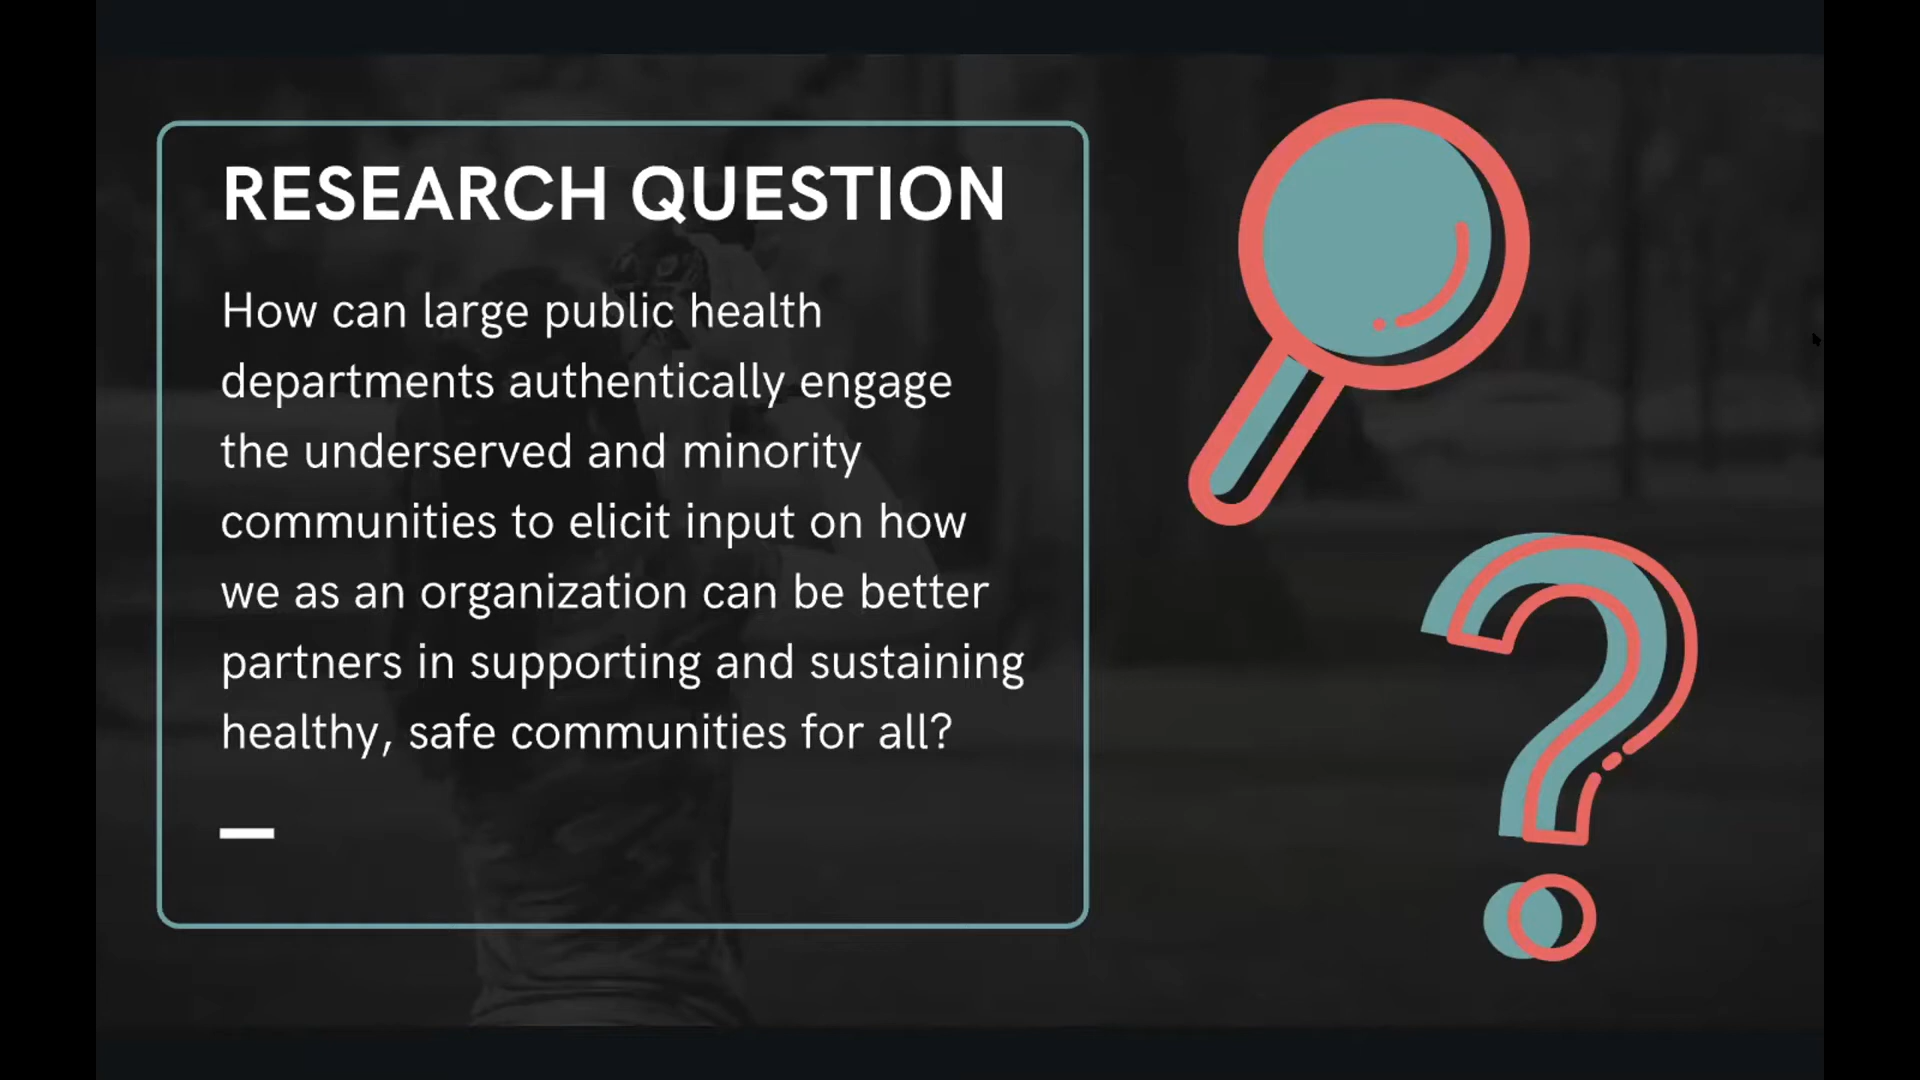 RESEARCH QUESTION
How can large public health
departments authentically engage
the underserved and minority
communities to elicit input on how
we as an organization can be better
partners in supporting and sustaining
healthy, safe communities for all?